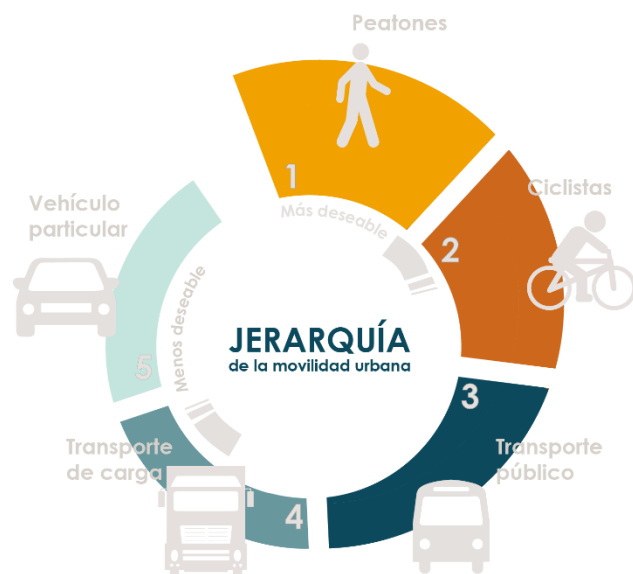 Peatones
1
Más deseable
Ciclistas
2
3
Transporte
público
4
Transporte
de carga
5
Vehículo
particular
Menos deseable
JERARQUÍA
de la movilidad urbana